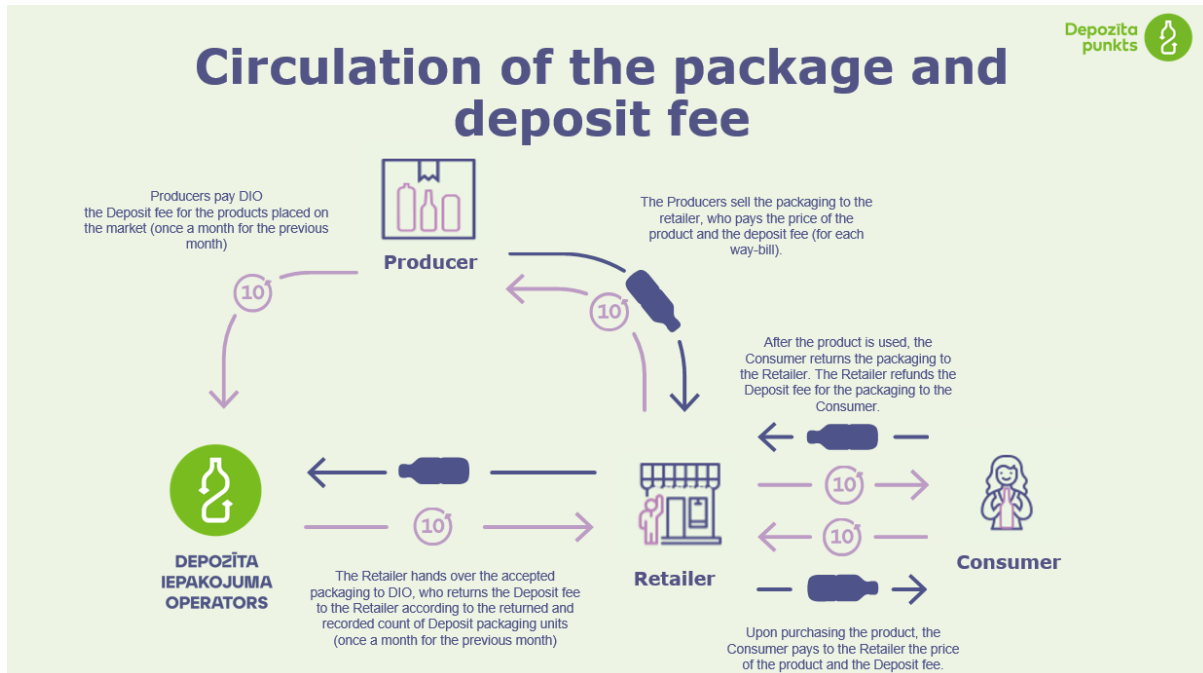 Depozīta
punkts
Circulation of the package and
deposit fee
Producers pay DIO
the Deposit fee for the products placed on
the market (once a month for the previous
month)
The Producers sell the packaging to the
retailer, who pays the price of the
product and the deposit fee (for each
way-bill).
Producer
10
10
After the product is used, the
Consumer returns the packaging to
the Retailer. The Retailer refunds the
Deposit fee for the packaging to the
Consumer.
10
10
10
DEPOZĪTA
IEPAKOJUMA
OPERATORS
Retailer
Consumer
The Retailer hands over the accepted
packaging to DIO, who returns the Deposit fee
to the Retailer according to the returned and
recorded count of Deposit packaging units
(once a month for the previous month)
Upon purchasing the product, the
Consumer pays to the Retailer the price
of the product and the Deposit fee.